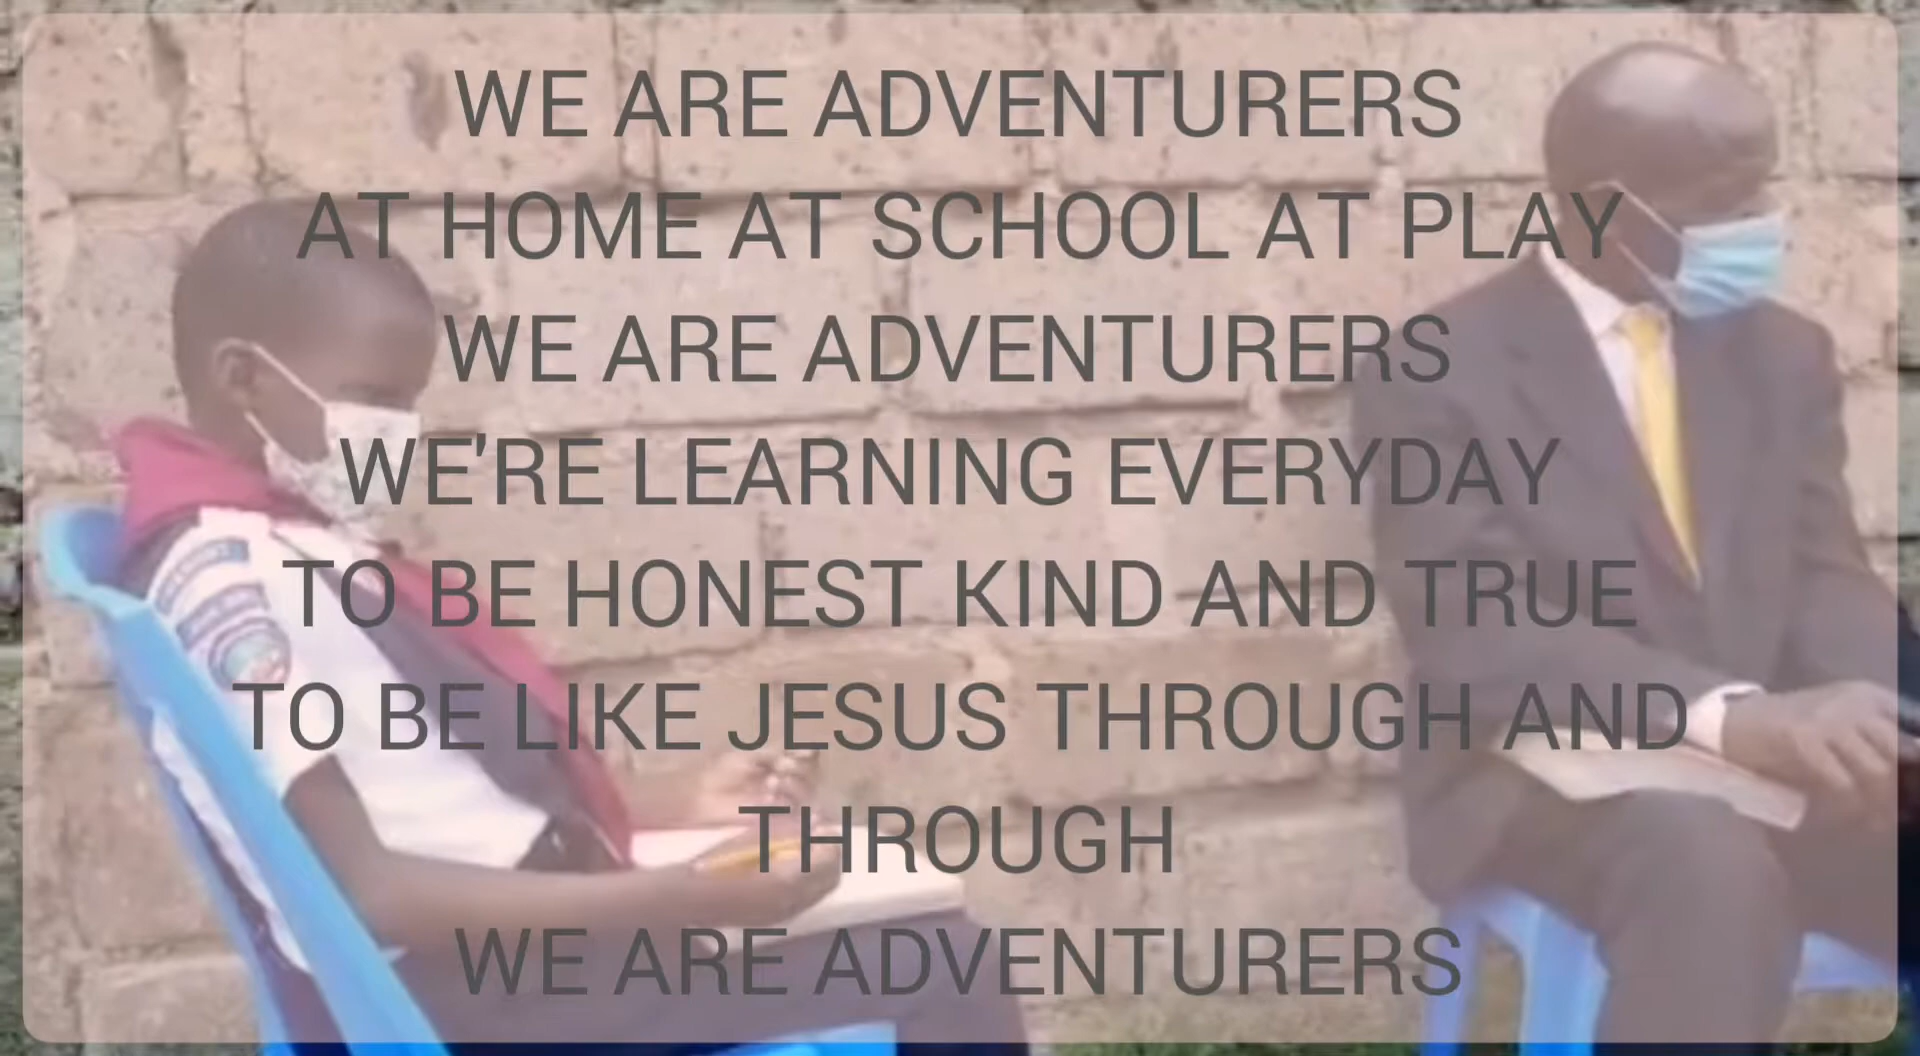 WE ARE ADVENTURERS
AT HOME AT SCHOOL AT PLAY
WE ARE ADVENTURERS
WE'RE LEARNING EVERYDAY
TO BE HONEST KIND AND TRUE
TO BE LIKE JESUS THROUGH AND
THROUGH
WE ARE ADVENTURERS